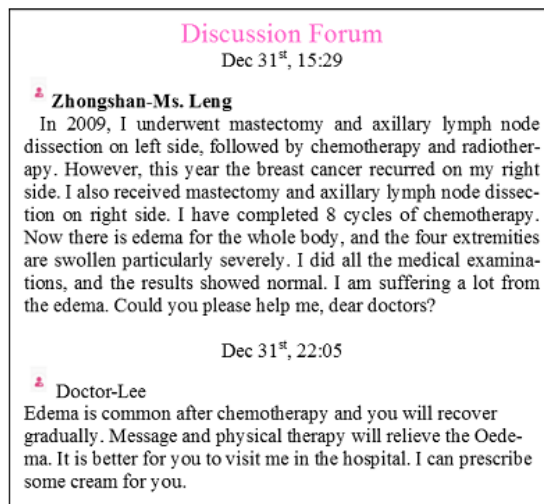 Discussion Forum
Dec 31st, 15:29
Zhongshan-Ms. Leng
In 2009, I underwent mastectomy and axillary lymph node
dissection on left side, followed by chemotherapy and radiother-
apy. However, this year the breast cancer recurred on my right
side. I also received mastectomy and axillary lymph node dissec-
tion on right side. I have completed 8 cycles of chemotherapy.
Now there is edema for the whole body, and the four extremities
are swollen particularly severely. I did all the medical examina-
tions, and the results showed normal. I am suffering a lot from
the edema. Could you please help me, dear doctors?
Dec 31st, 22:05
Doctor-Lee
Edema is common after chemotherapy and you will recover
gradually. Message and physical therapy will relieve the Oede-
ma. It is better for you to visit me in the hospital. I can prescribe
some cream for you.